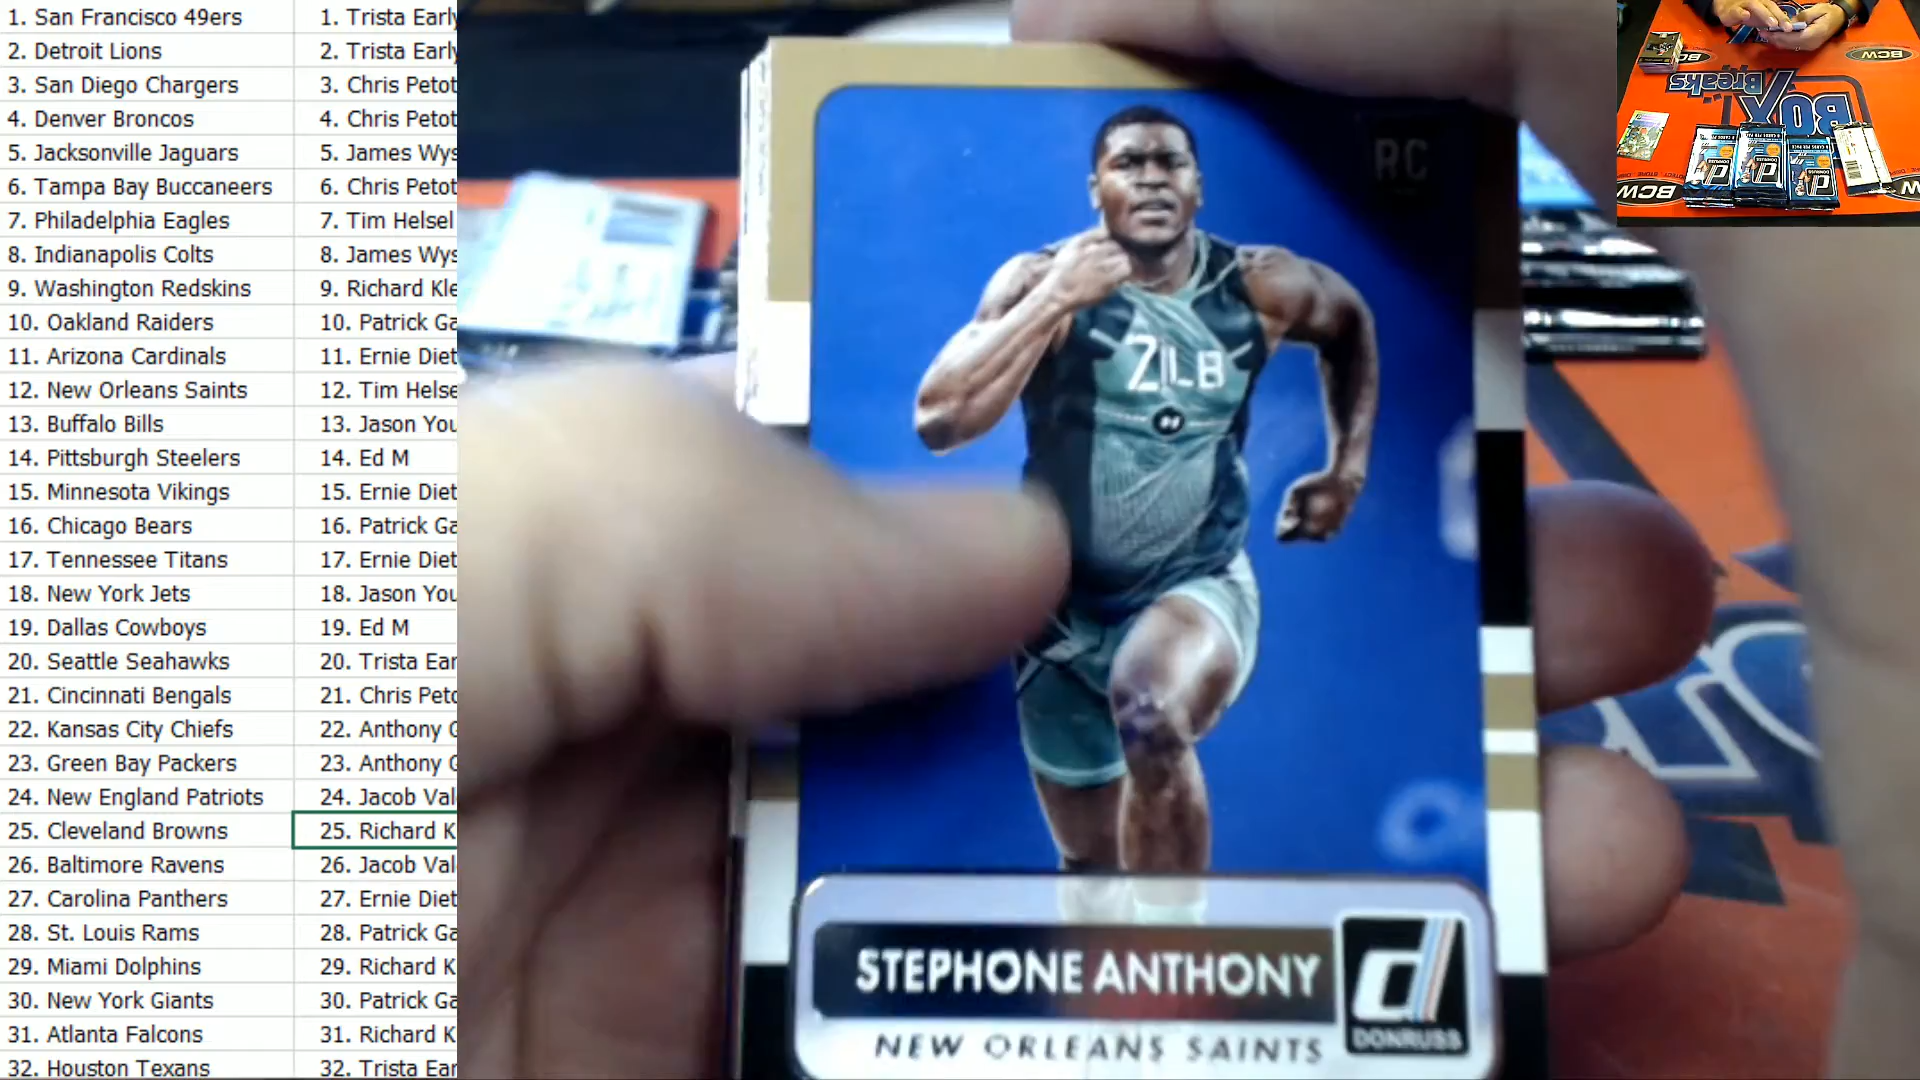 1. San Francisco 49ers 1. Trista Early
2. Detroit Lions 2. Trista Early
3. San Diego Chargers 3. Chris Petot
4. Denver Broncos 4. Chris Petot
5. Jacksonville Jaguars 5. James Wys
6. Tampa Bay Buccaneers 6. Chris Petot
7. Philadelphia Eagles 7. Tim Helsel
8. Indianapolis Colts 8. James Wys
9. Washington Redskins 9. Richard Kle
10. Oakland Raiders 10. Patrick Ga
11. Arizona Cardinals 11. Ernie Diet
12. New Orleans Saints 12. Tim Helse
13. Buffalo Bills 13. Jason You
14. Pittsburgh Steelers 14. Ed M
15. Minnesota Vikings 15. Ernie Diet
16. Chicago Bears 16. Patrick Ga
17. Tennessee Titans 17. Ernie Diet
18. New York Jets 18. Jason You
19. Dallas Cowboys 19. Ed M
20. Seattle Seahawks 20. Trista Ear
21. Cincinnati Bengals 21. Chris Peto
22. Kansas City Chiefs 22. Anthony G
23. Green Bay Packers 23. Anthony G
24. New England Patriots 24. Jacob Val
25. Cleveland Browns 25. Richard K
26. Baltimore Ravens 26. Jacob Val
27. Carolina Panthers 27. Ernie Diet
28. St. Louis Rams 28. Patrick Ga
29. Miami Dolphins 29. Richard K
30. New York Giants 30. Patrick Ga
31. Atlanta Falcons 31. Richard K
32. Houston Texans 32. Trista Ear
RC
STEPHONE ANTHONY
NEW ORLEANS SAINTS
d
DONRUSS
BCW
Breaks
BOX
DONRUSS
BCW